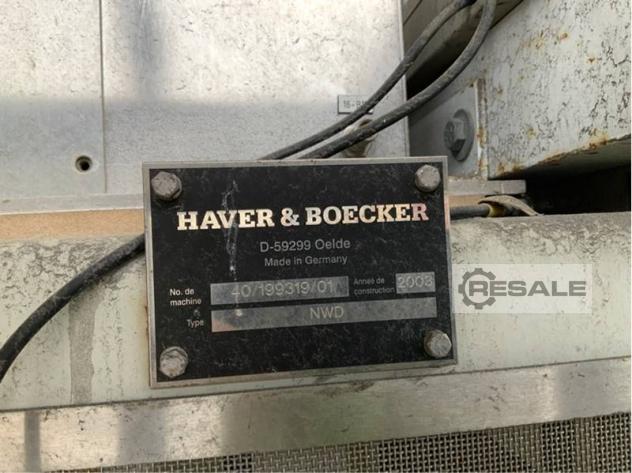 HAVER & BOECKER
D-59299 Oelde
Made in Germany
No. de machine 40/199319/01 Année de construction 2003
Type NWD
RESALE